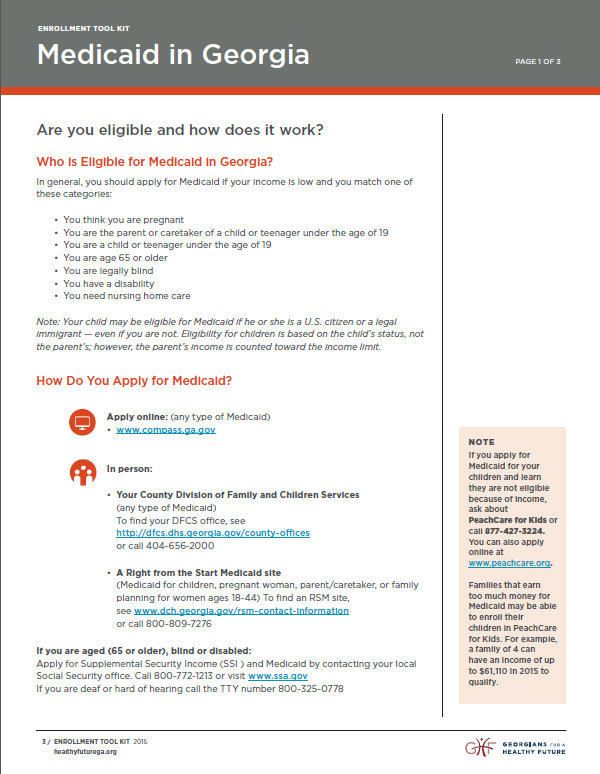 ENROLLMENT TOOL KIT
Medicaid in Georgia
PAGE 1 OF 3
Are you eligible and how does it work?
Who is Eligible for Medicaid in Georgia?
In general, you should apply for Medicaid if your income is low and you match one of
these categories:
• You think you are pregnant
• You are the parent or caretaker of a child or teenager under the age of 19
• You are a child or teenager under the age of 19
• You are age 65 or older
• You are legally blind
• You have a disability
• You need nursing home care
Note: Your child may be eligible for Medicaid if he or she is a U.S. citizen or a legal
immigrant — even if you are not. Eligibility for children is based on the child's status, not
the parent's; however, the parent's income is counted toward the income limit.
How Do You Apply for Medicaid?
Apply online: (any type of Medicaid)
• www.compass.ga.gov
In person:
• Your County Division of Family and Children Services
(any type of Medicaid)
To find your DFCS office, see
http://dfcs.dhs.georgia.gov/county-offices
or call 404-656-2000
• A Right from the Start Medicaid site
(Medicaid for children, pregnant woman, parent/caretaker, or family
planning for women ages 18-44) To find an RSM site,
see www.dch.georgia.gov/rsm-contact-information
or call 800-809-7276
If you are aged (65 or older), blind or disabled:
Apply for Supplemental Security Income (SSI ) and Medicaid by contacting your local
Social Security office. Call 800-772-1213 or visit www.ssa.gov
If you are deaf or hard of hearing call the TTY number 800-325-0778
NOTE
If you apply for
Medicaid for your
children and learn
they are not eligible
because of income,
ask about
PeachCare for Kids or
call 877-427-3224.
You can also apply
online at
www.peachcare.org.
Families that earn
too much money for
Medicaid may be able
to enroll their
children in PeachCare
for Kids. For example,
a family of 4 can
have an income of up
to $61,110 in 2015 to
qualify.
3 / ENROLLMENT TOOL KIT 2015
healthyfuturega.org
GHF
GEORGIANS FOR A
HEALTHY FUTURE